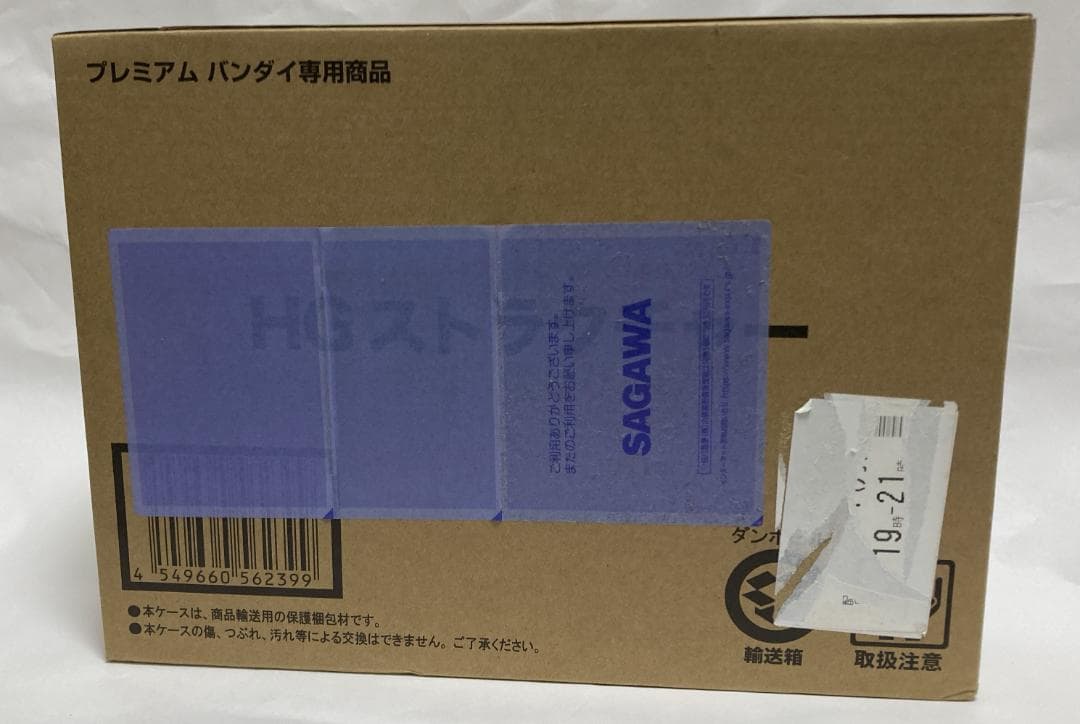 プレミアム バンダイ専用商品
HGストラ
ご利用ありがとうございます。
またのご利用をお願い申し上げます。
SAGAWA
19時-21時
4 549660 562399
●本ケースは、商品輸送用の保護梱包材です。
●本ケースの傷、つぶれ、汚れ等による交換はできません。ご了承ください。
ダンボ
輸送箱
取扱注意